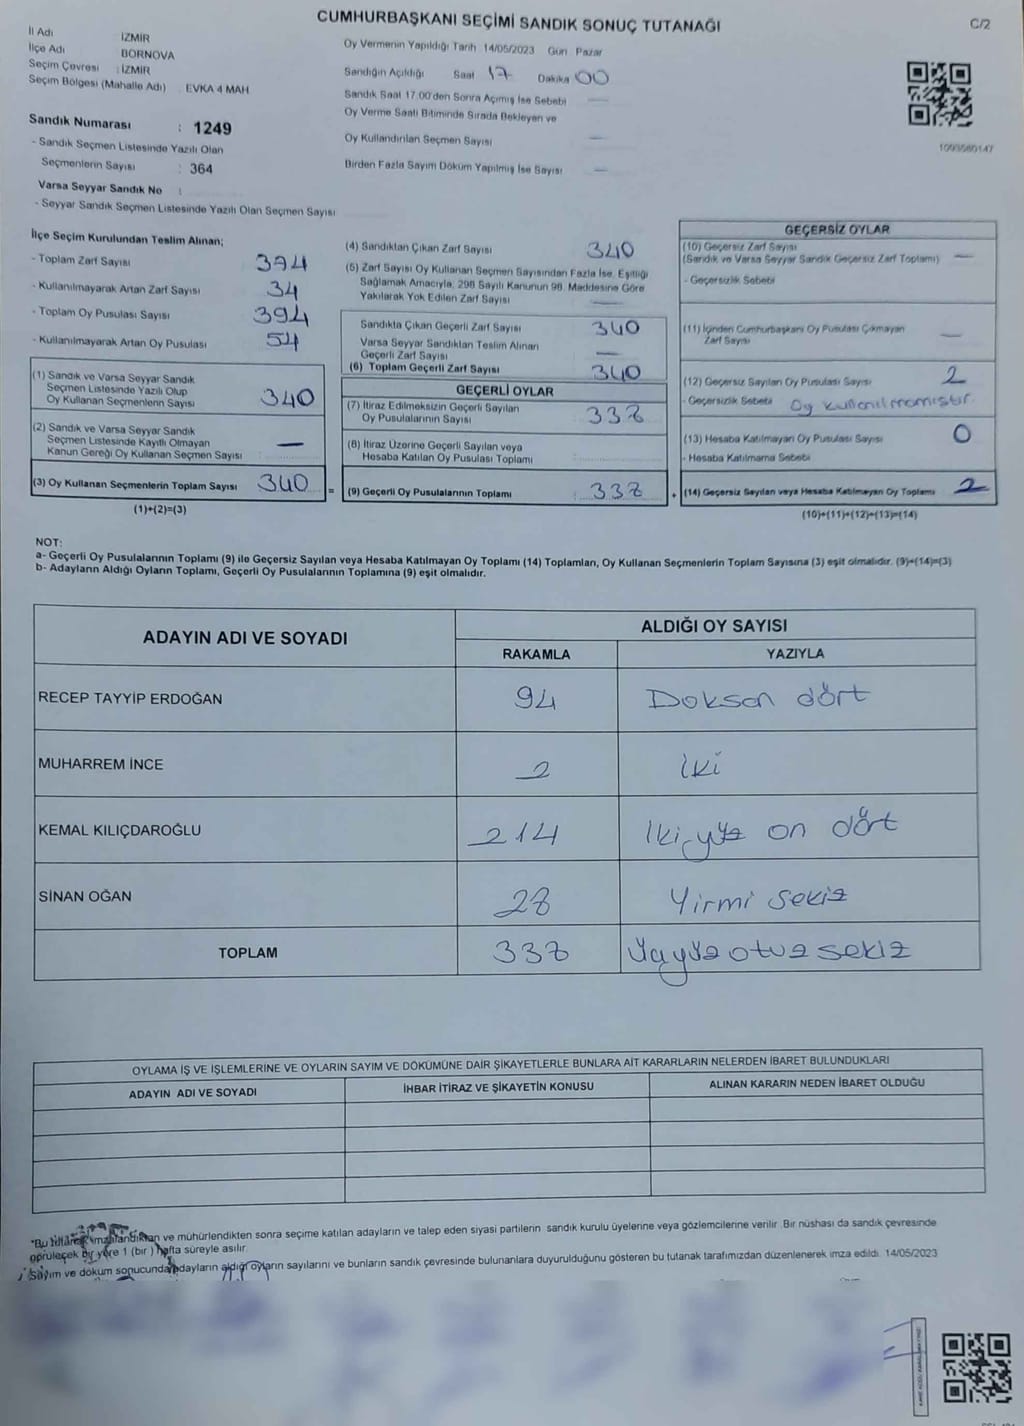 CUMHURBAŞKANI SEÇİMİ SANDIK SONUÇ TUTANAĞI
C/2
İl Adı : İZMİR
İlçe Adı : BORNOVA
Seçim Çevresi : İZMİR
Seçim Bölgesi (Mahalle Adı) : EVKA 4 MAH
Oy Vermenin Yapıldığı Tarih 14/05/2023 Gün Pazar
Sandığın Açıldığı Saat 17 Dakika 00
Sandık Saat 17:00'den Sonra Açılmış İse Sebebi —
Oy Verme Saati Bitiminde Sırada Bekleyen ve
Oy Kullandırılan Seçmen Sayısı —
Birden Fazla Sayım Döküm Yapılmış İse Sayısı —
1093580147
Sandık Numarası : 1249
- Sandık Seçmen Listesinde Yazılı Olan
Seçmenlerin Sayısı : 364
Varsa Seyyar Sandık No :
- Seyyar Sandık Seçmen Listesinde Yazılı Olan Seçmen Sayısı
İlçe Seçim Kurulundan Teslim Alınan;
- Toplam Zarf Sayısı 394
- Kullanılmayarak Artan Zarf Sayısı 34
- Toplam Oy Pusulası Sayısı 394
- Kullanılmayarak Artan Oy Pusulası 54
(1) Sandık ve Varsa Seyyar Sandık
Seçmen Listesinde Yazılı Olup
Oy Kullanan Seçmenlerin Sayısı 340
(2) Sandık ve Varsa Seyyar Sandık
Seçmen Listesinde Kayıtlı Olmayan
Kanun Gereği Oy Kullanan Seçmen Sayısı : —
(3) Oy Kullanan Seçmenlerin Toplam Sayısı 340 =
(1)+(2)=(3)
(4) Sandıktan Çıkan Zarf Sayısı 340
(5) Zarf Sayısı Oy Kullanan Seçmen Sayısından Fazla İse, Eşitliği
Sağlamak Amacıyla, 298 Sayılı Kanunun 98. Maddesine Göre
Yakılarak Yok Edilen Zarf Sayısı —
Sandıkta Çıkan Geçerli Zarf Sayısı 340
Varsa Seyyar Sandıktan Teslim Alınan
Geçerli Zarf Sayısı —
(6) Toplam Geçerli Zarf Sayısı 340
GEÇERLİ OYLAR
(7) İtiraz Edilmeksizin Geçerli Sayılan
Oy Pusulalarının Sayısı 338
(8) İtiraz Üzerine Geçerli Sayılan veya
Hesaba Katılan Oy Pusulası Toplamı :
(9) Geçerli Oy Pusulalarının Toplamı : 338 +
GEÇERSİZ OYLAR
(10) Geçersiz Zarf Sayısı
(Sandık ve Varsa Seyyar Sandık Geçersiz Zarf Toplamı) —
- Geçersizlik Sebebi
(11) İçinden Cumhurbaşkanı Oy Pusulası Çıkmayan
Zarf Sayısı —
(12) Geçersiz Sayılan Oy Pusulası Sayısı 2
- Geçersizlik Sebebi Oy kullanılmamıştır.
(13) Hesaba Katılmayan Oy Pusulası Sayısı 0
- Hesaba Katılmama Sebebi
(14) Geçersiz Sayılan veya Hesaba Katılmayan Oy Toplamı 2
(10)+(11)+(12)+(13)=(14)
NOT:
a- Geçerli Oy Pusulalarının Toplamı (9) ile Geçersiz Sayılan veya Hesaba Katılmayan Oy Toplamı (14) Toplamları, Oy Kullanan Seçmenlerin Toplam Sayısına (3) eşit olmalıdır. (9)+(14)=(3)
b- Adayların Aldığı Oyların Toplamı, Geçerli Oy Pusulalarının Toplamına (9) eşit olmalıdır.
ADAYIN ADI VE SOYADI
ALDIĞI OY SAYISI
RAKAMLA YAZIYLA
RECEP TAYYİP ERDOĞAN 94 Doksan dört
MUHARREM İNCE 2 iki
KEMAL KILIÇDAROĞLU 214 İki yüz on dört
SİNAN OĞAN 28 Yirmi sekiz
TOPLAM 338 Üçyüz otuz sekiz
OYLAMA İŞ VE İŞLEMLERİNE VE OYLARIN SAYIM VE DÖKÜMÜNE DAİR ŞİKAYETLERLE BUNLARA AİT KARARLARIN NELERDEN İBARET BULUNDUKLARI
ADAYIN ADI VE SOYADI İHBAR İTİRAZ VE ŞİKAYETİN KONUSU ALINAN KARARIN NEDEN İBARET OLDUĞU
"Bu tutanak imzalandıktan ve mühürlendikten sonra seçime katılan adayların ve talep eden siyasi partilerin sandık kurulu üyelerine veya gözlemcilerine verilir. Bir nüshası da sandık çevresinde
görülecek bir yere 1 (bir) hafta süreyle asılır.
Sayım ve döküm sonucunda adayların aldığı oyların sayılarını ve bunların sandık çevresinde bulunanlara duyurulduğunu gösteren bu tutanak tarafımızdan düzenlenerek imza edildi. 14/05/2023